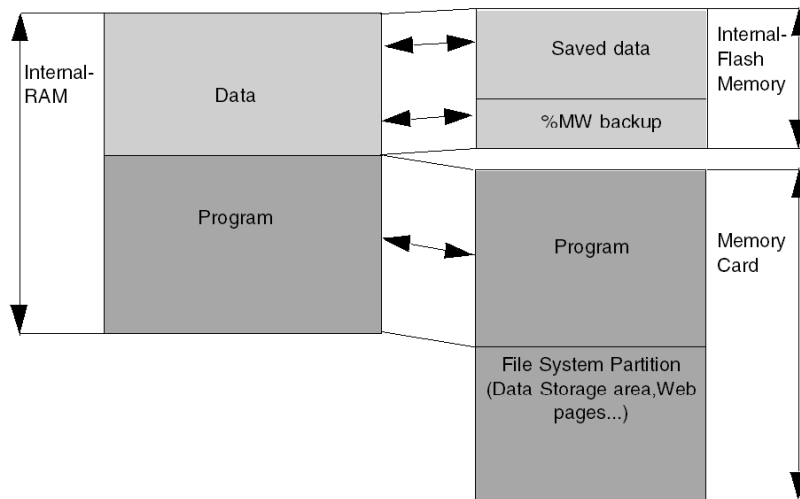 Internal-
RAM
Data
Program
Saved data
%MW backup
Internal-
Flash
Memory
Program
Memory
Card
File System Partition
(Data Storage area,Web
pages...)